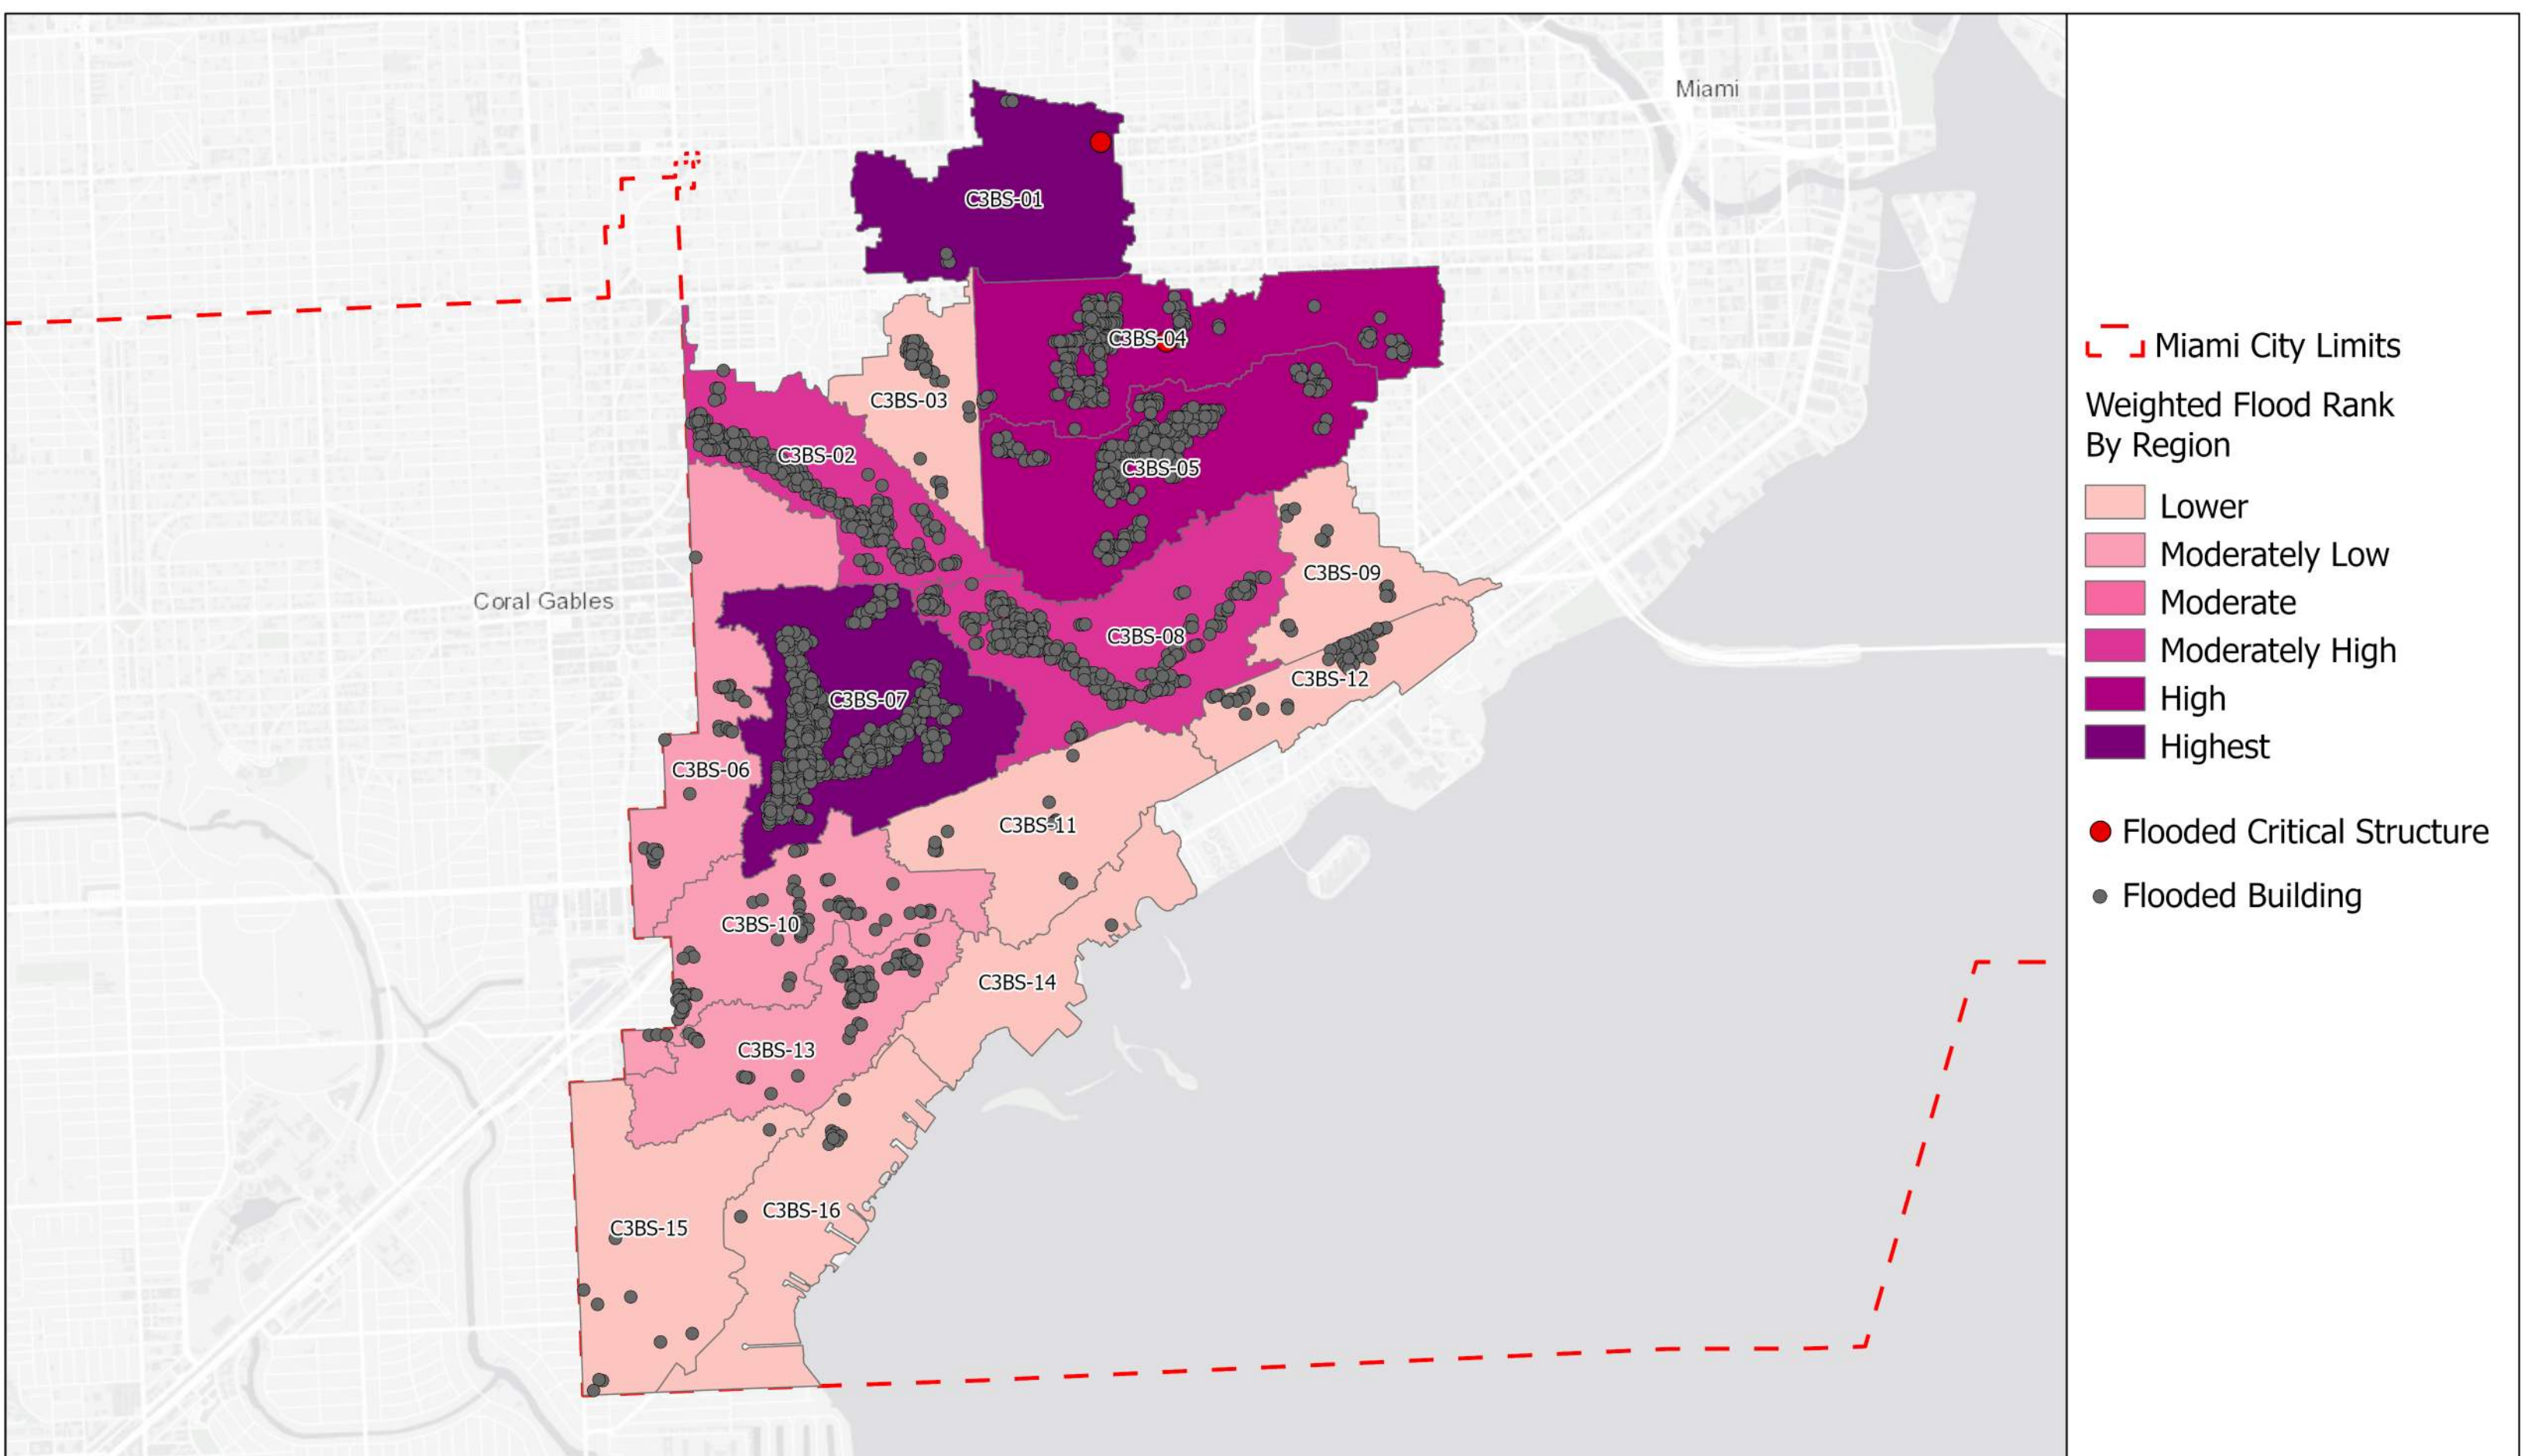 Miami
C3BS-01
C3BS-04
C3BS-03
C3BS-02
C3BS-05
C3BS-09
Coral Gables
C3BS-08
C3BS-12
C3BS-07
C3BS-06
C3BS-11
C3BS-10
C3BS-14
C3BS-13
C3BS-16
C3BS-15
Miami City Limits
Weighted Flood Rank
By Region
Lower
Moderately Low
Moderate
Moderately High
High
Highest
Flooded Critical Structure
Flooded Building